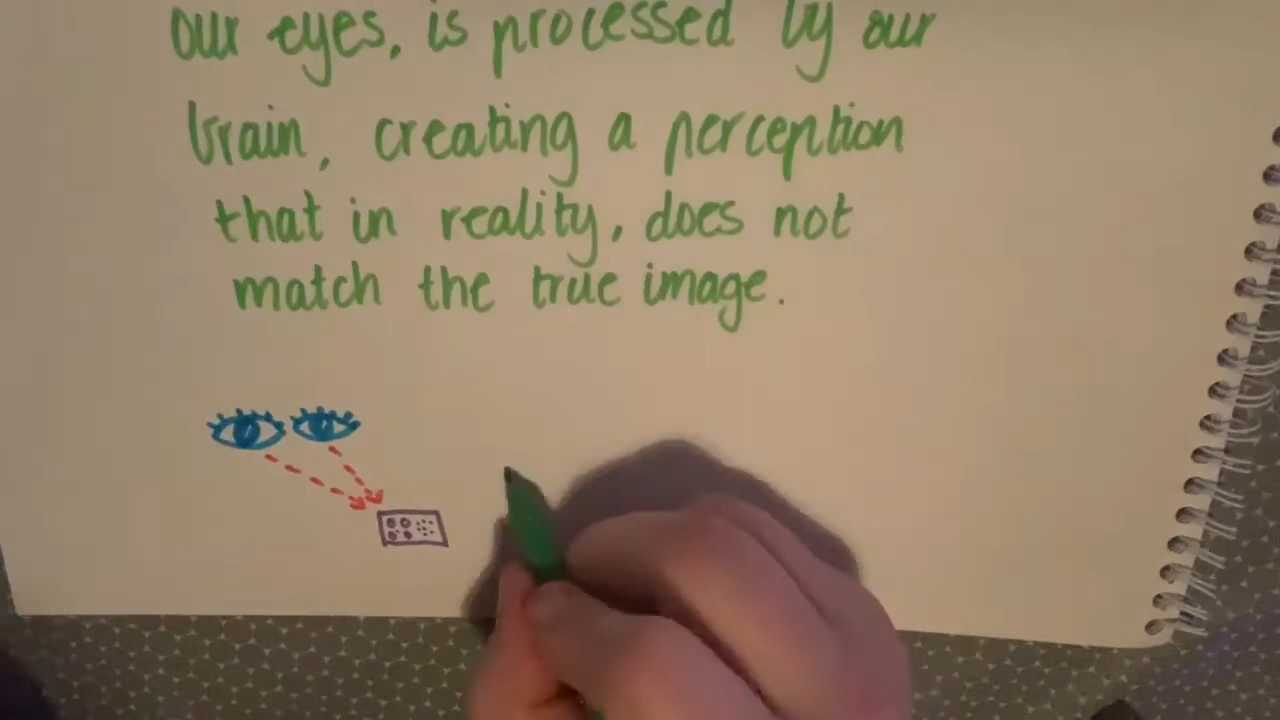 our eyes, is processed by our
brain, creating a perception
that in reality, does not
match the true image.